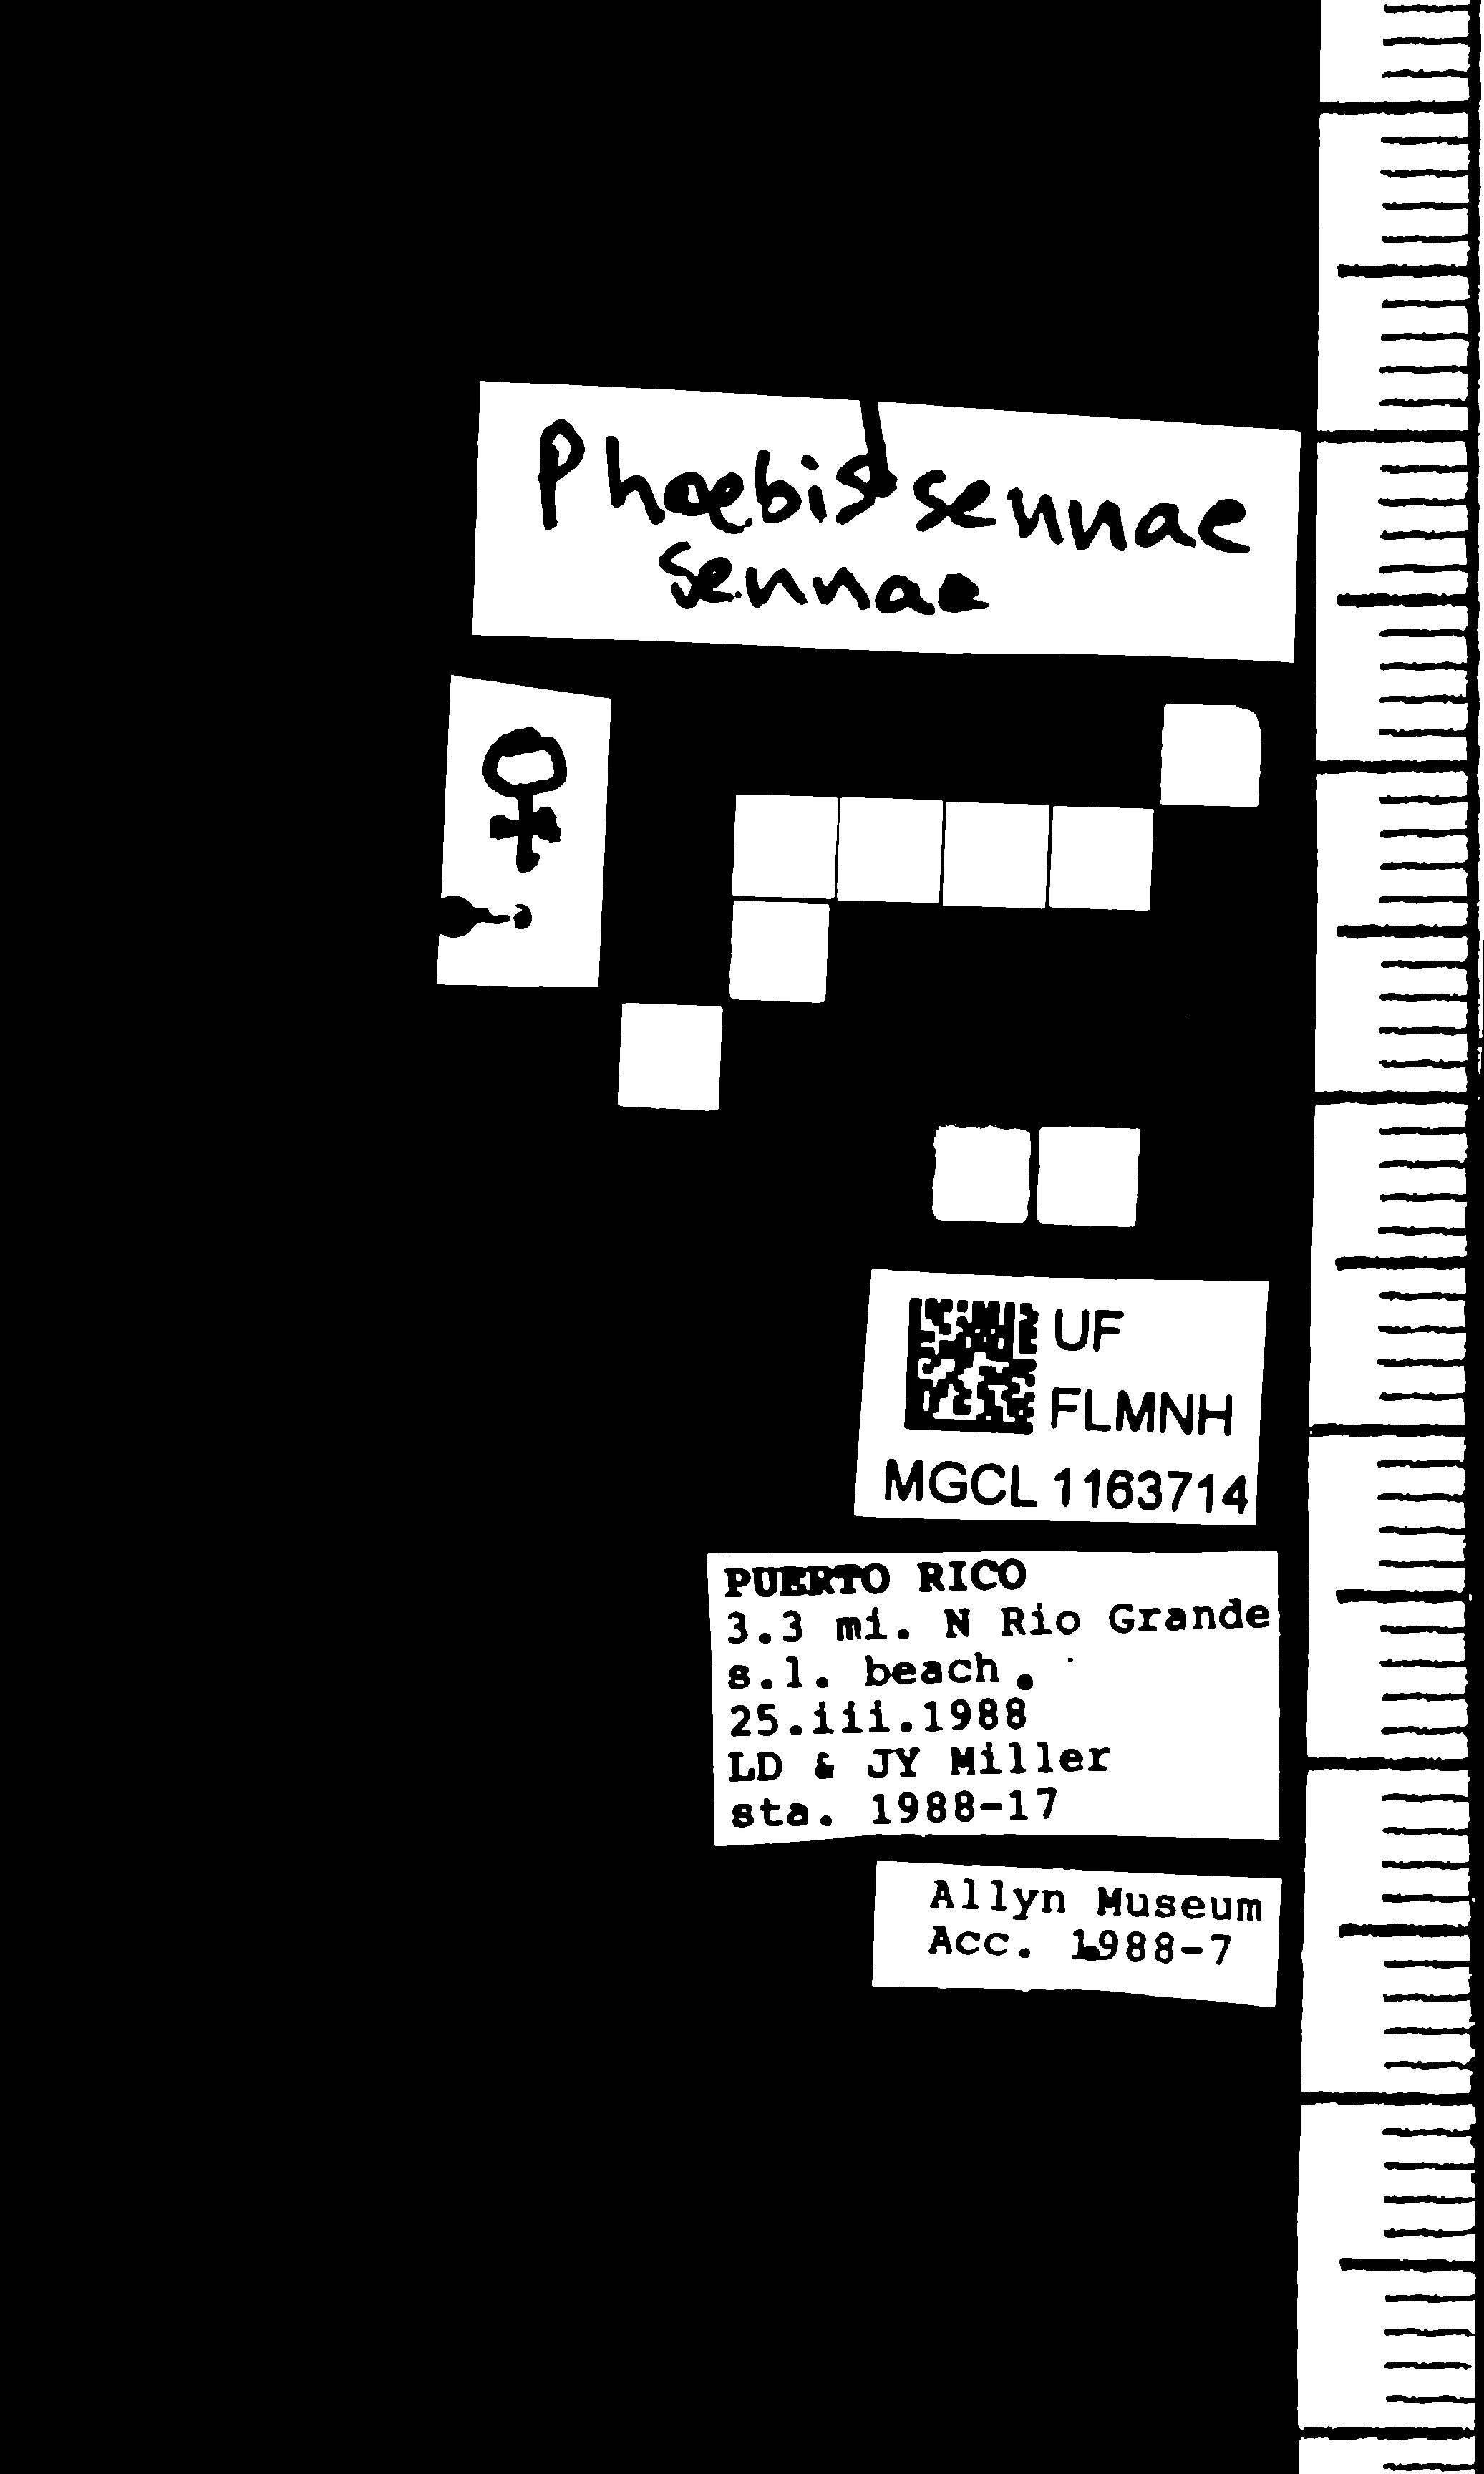 Phoebis sennae
sennae
♀
UF
FLMNH
MGCL 1163714
PUERTO RICO
3.3 mi. N Rio Grande
s.l. beach.
25.iii.1988
LD & JY Miller
sta. 1988-17
Allyn Museum
Acc. 1988-7